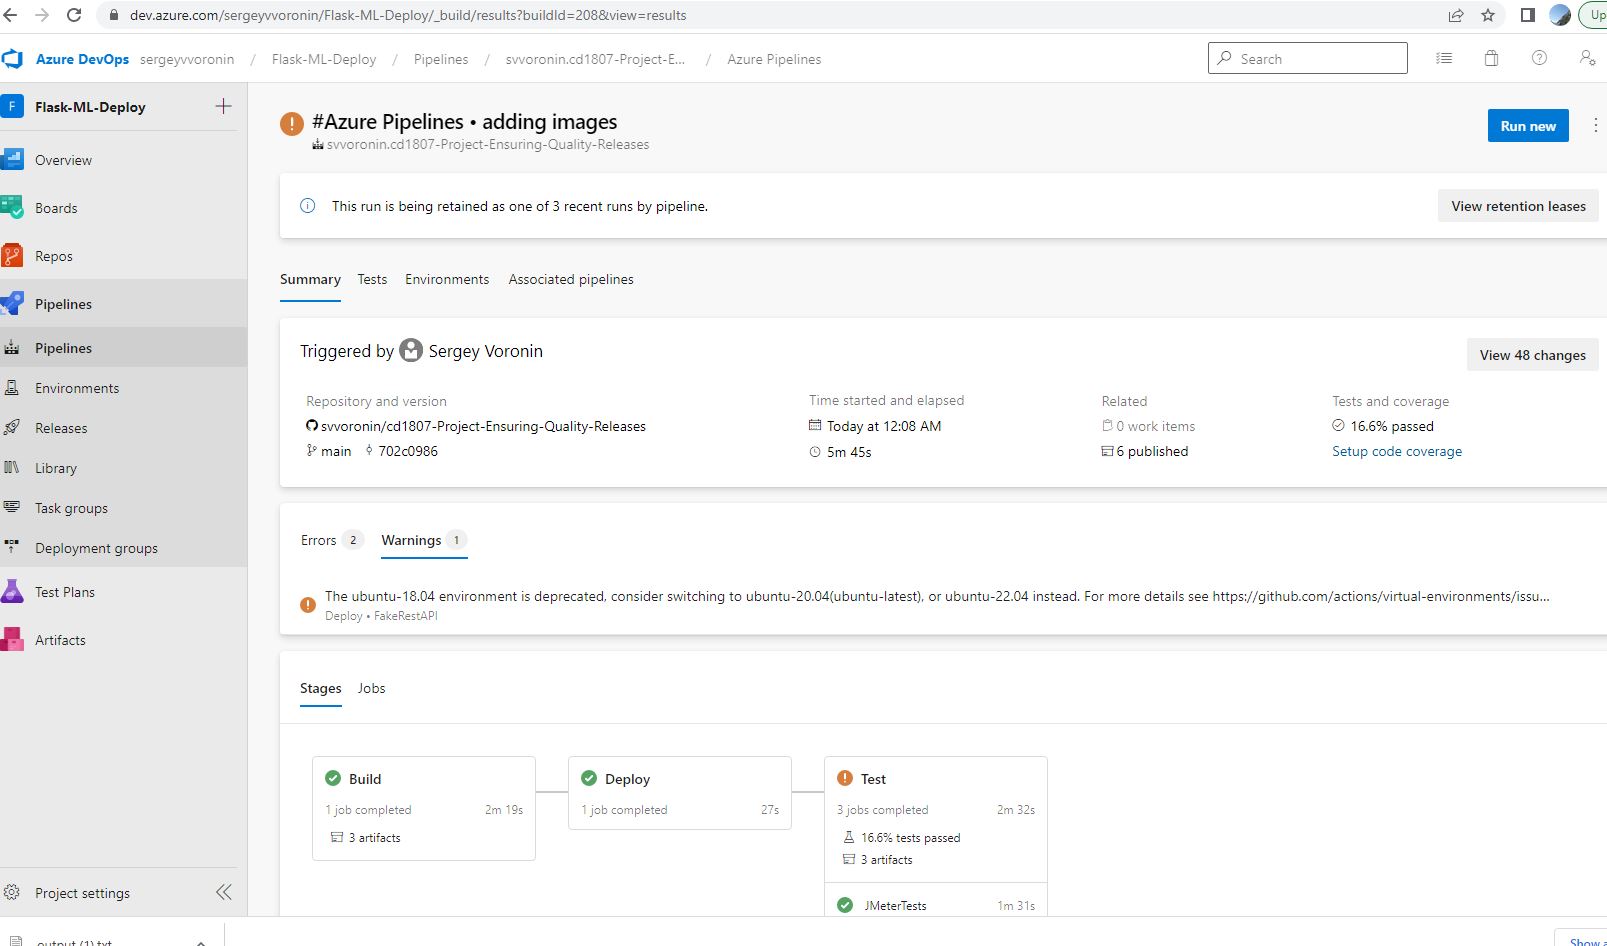 dev.azure.com/sergeyvvoronin/Flask-ML-Deploy/_build/results?buildId=208&view=results
Up
Azure DevOps sergeyvvoronin / Flask-ML-Deploy / Pipelines / svvoronin.cd1807-Project-E... / Azure Pipelines
Search
F Flask-ML-Deploy
Overview
Boards
Repos
Pipelines
Pipelines
Environments
Releases
Library
Task groups
Deployment groups
Test Plans
Artifacts
Project settings
#Azure Pipelines • adding images
svvoronin.cd1807-Project-Ensuring-Quality-Releases
Run new
This run is being retained as one of 3 recent runs by pipeline.
View retention leases
Summary Tests Environments Associated pipelines
Triggered by Sergey Voronin
View 48 changes
Repository and version
svvoronin/cd1807-Project-Ensuring-Quality-Releases
main 702c0986
Time started and elapsed
Today at 12:08 AM
5m 45s
Related
0 work items
6 published
Tests and coverage
16.6% passed
Setup code coverage
Errors 2 Warnings 1
The ubuntu-18.04 environment is deprecated, consider switching to ubuntu-20.04(ubuntu-latest), or ubuntu-22.04 instead. For more details see https://github.com/actions/virtual-environments/issu...
Deploy • FakeRestAPI
Stages Jobs
Build
1 job completed 2m 19s
3 artifacts
Deploy
1 job completed 27s
Test
3 jobs completed 2m 32s
16.6% tests passed
3 artifacts
JMeterTests 1m 31s
output (1).txt
Show a